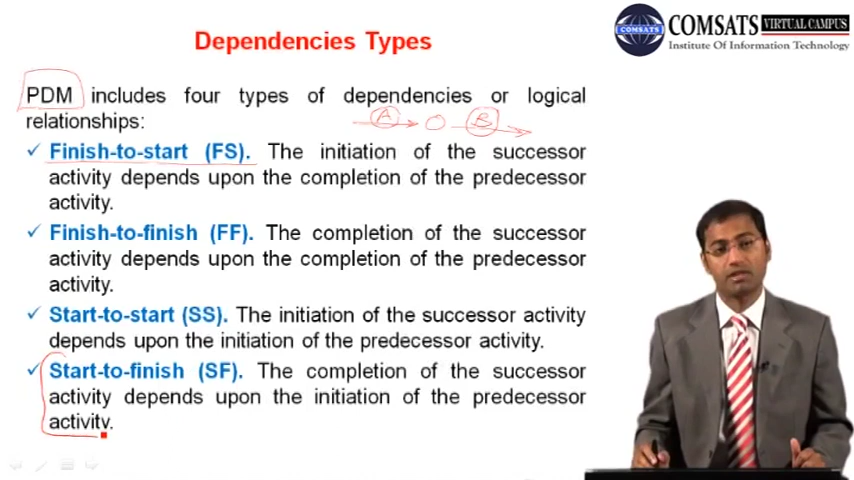 Dependencies Types
COMSATS
COMSATS VIRTUAL CAMPUS
Institute Of Information Technology
PDM includes four types of dependencies or logical
relationships:
A B
✓ Finish-to-start (FS). The initiation of the successor
activity depends upon the completion of the predecessor
activity.
✓ Finish-to-finish (FF). The completion of the successor
activity depends upon the completion of the predecessor
activity.
✓ Start-to-start (SS). The initiation of the successor activity
depends upon the initiation of the predecessor activity.
✓ Start-to-finish (SF). The completion of the successor
activity depends upon the initiation of the predecessor
activity.